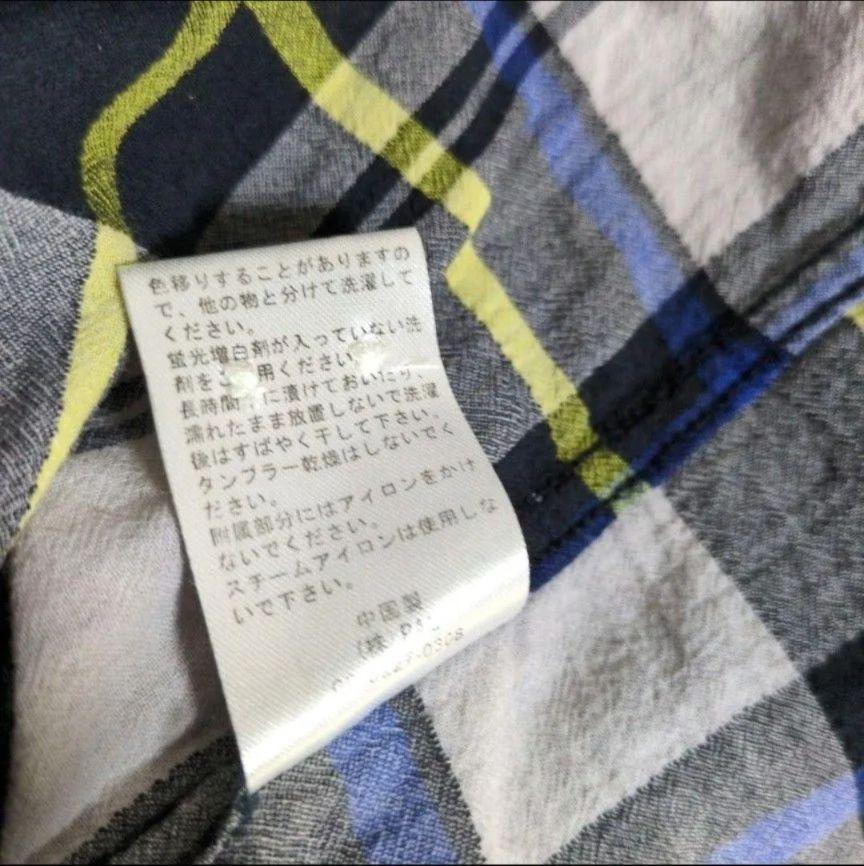 色移りすることがありますの
で、他の物と分けて洗濯して
ください。
蛍光増白剤が入っていない洗
剤をご 用ください
長時間 に漬けておいたり
濡れたまま放置しないで洗濯
後はすばやく干して下さい。
タンブラー乾燥はしないでく
ださい。
附属部分にはアイロンをかけ
ないでください。
スチームアイロンは使用しな
いで下さい。
中国製
(株)
-0308